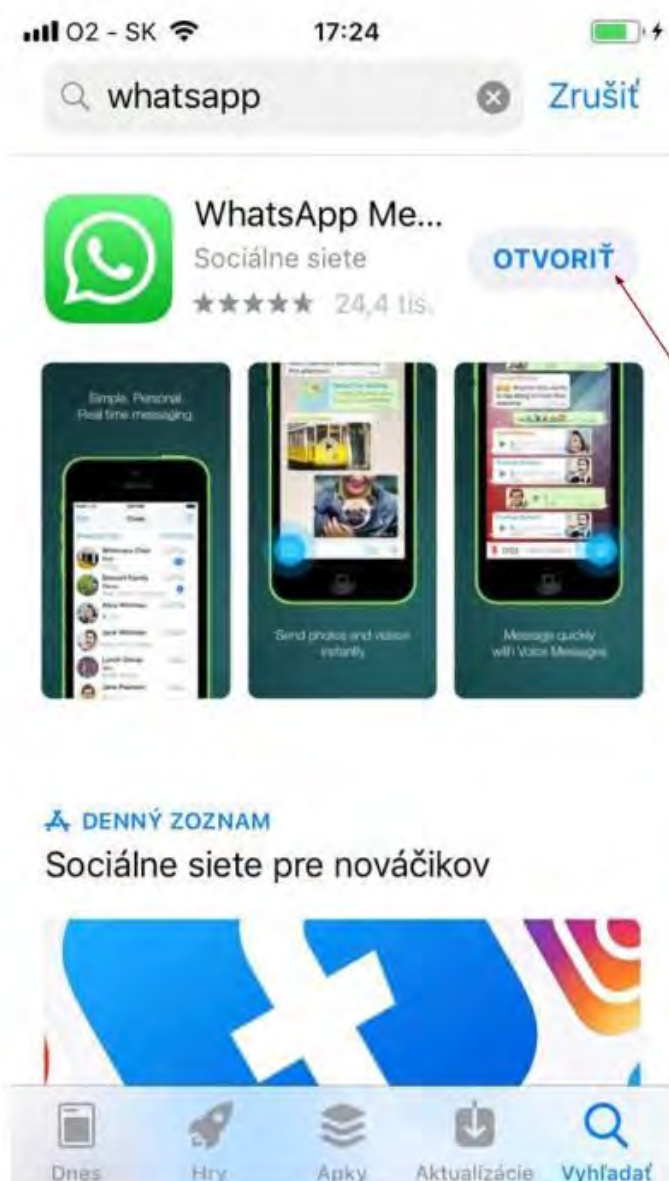 O2 - SK 17:24
whatsapp Zrušiť
WhatsApp Me...
Sociálne siete
OTVORIŤ
24,4 tis.
Simple. Personal.
Real time messaging.
Send photos and videos
instantly
Message quickly
with Voice Messages
DENNÝ ZOZNAM
Sociálne siete pre nováčikov
Dnes Hry Apky Aktualizácie Vyhľadať